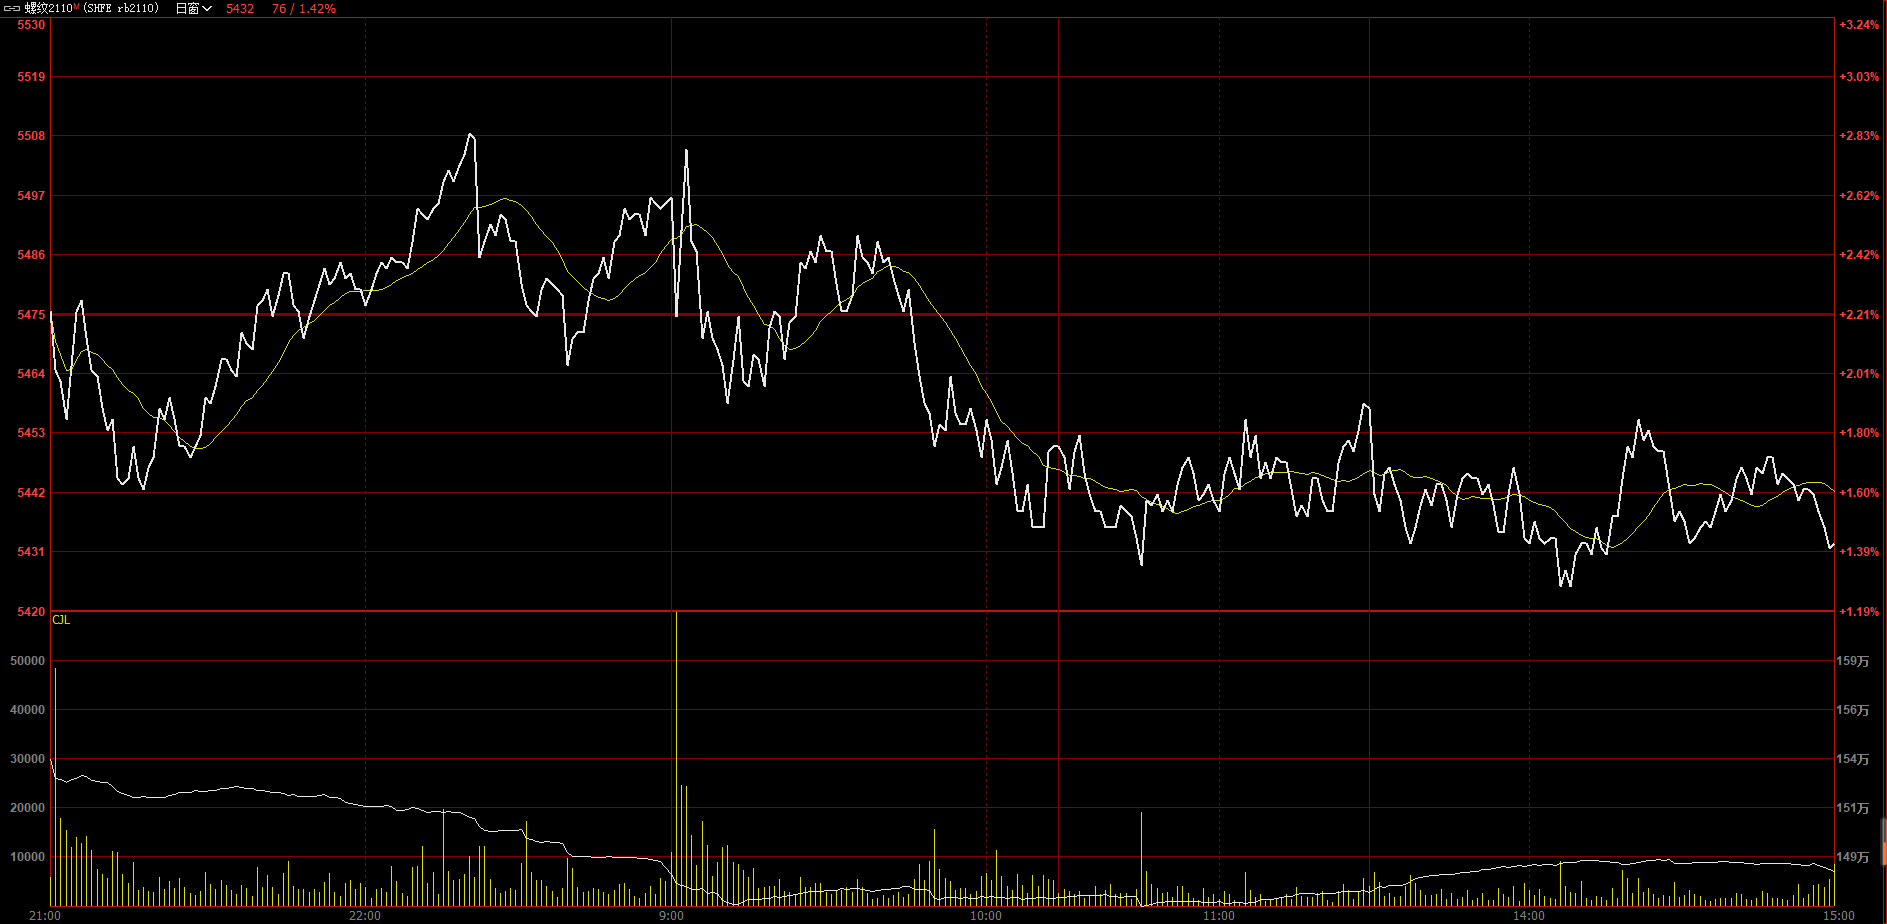 螺纹2110M (SHFE rb2110) 日窗 5432 76 / 1.42%
5530 +3.24%
5519 +3.03%
5508 +2.83%
5497 +2.62%
5486 +2.42%
5475 +2.21%
5464 +2.01%
5453 +1.80%
5442 +1.60%
5431 +1.39%
5420 +1.19%
CJL
50000 159万
40000 156万
30000 154万
20000 151万
10000 149万
21:00 22:00 9:00 10:00 11:00 14:00 15:00